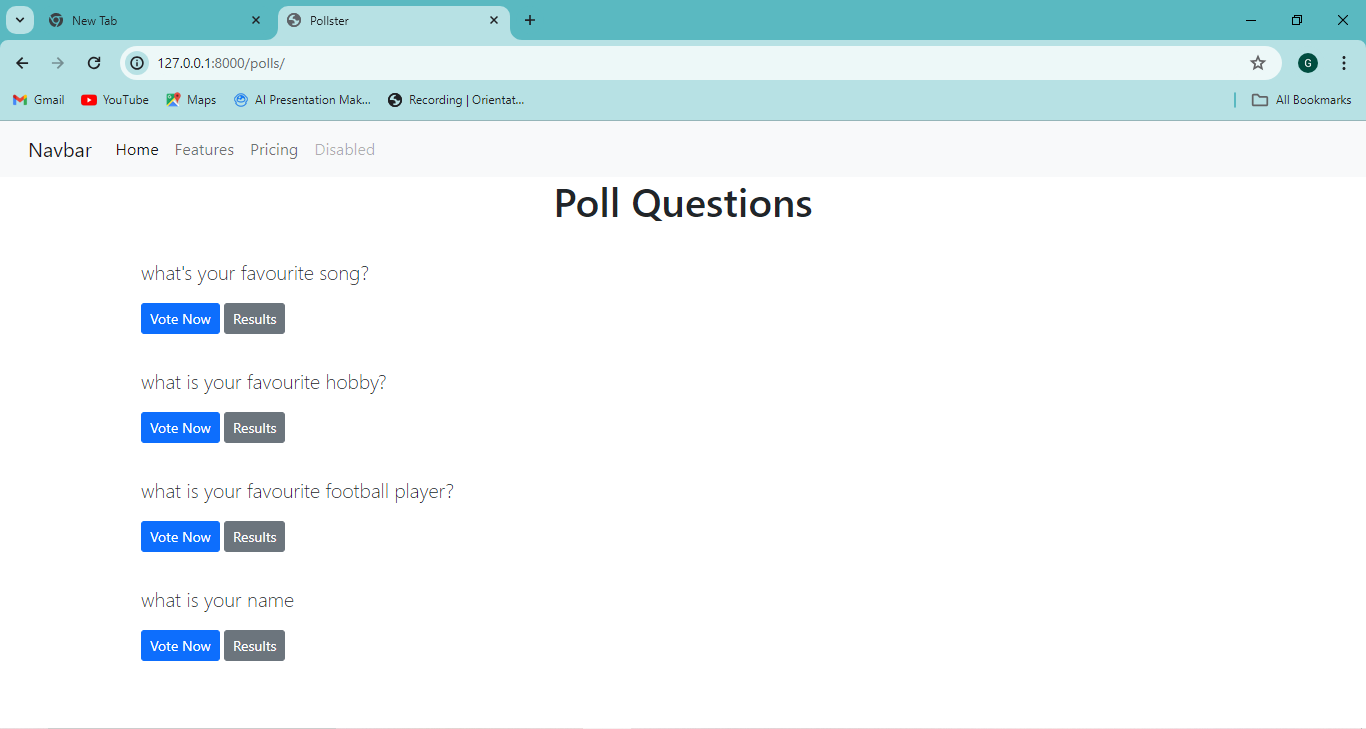 New Tab
Pollster
127.0.0.1:8000/polls/
G
Gmail YouTube Maps AI Presentation Mak... Recording | Orientat... All Bookmarks
Navbar Home Features Pricing Disabled
Poll Questions
what's your favourite song?
Vote Now Results
what is your favourite hobby?
Vote Now Results
what is your favourite football player?
Vote Now Results
what is your name
Vote Now Results